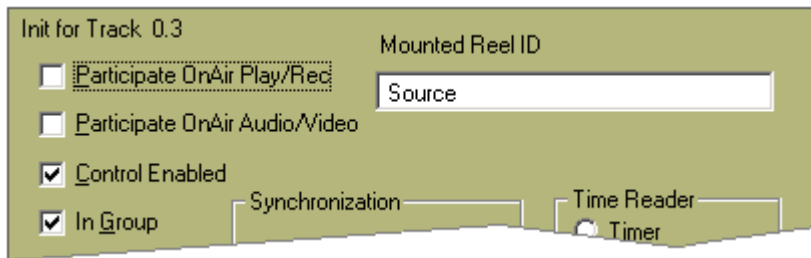 Init for Track 0.3
Mounted Reel ID
Participate OnAir Play/Rec
Source
Participate OnAir Audio/Video
Control Enabled
Synchronization
Time Reader
In Group
Timer